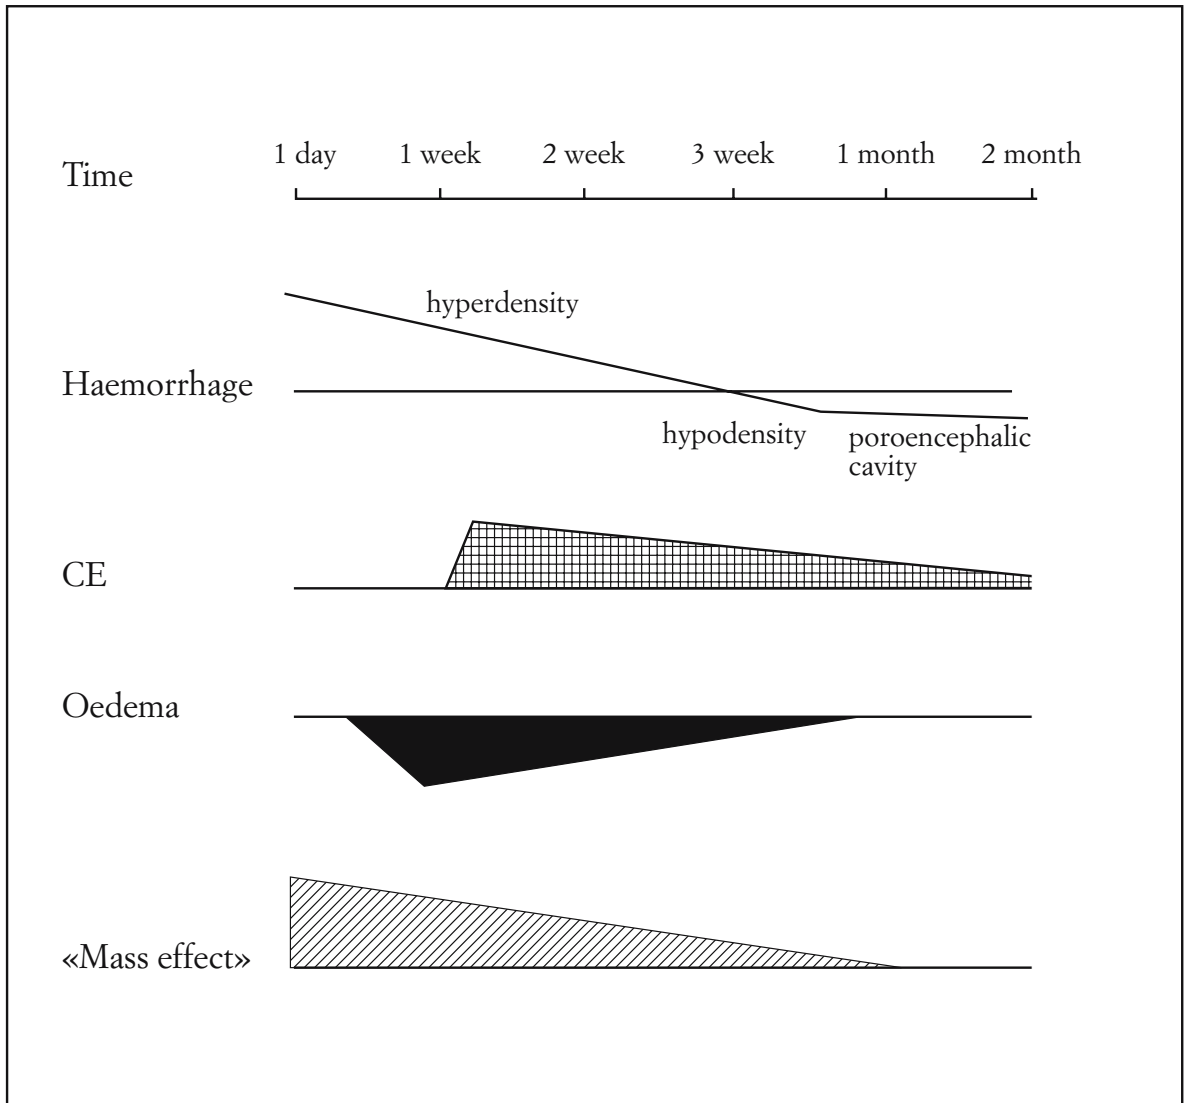 Time
1 day 1 week 2 week 3 week 1 month 2 month
hyperdensity
Haemorrhage
hypodensity
poroencephalic
cavity
CE
Oedema
«Mass effect»